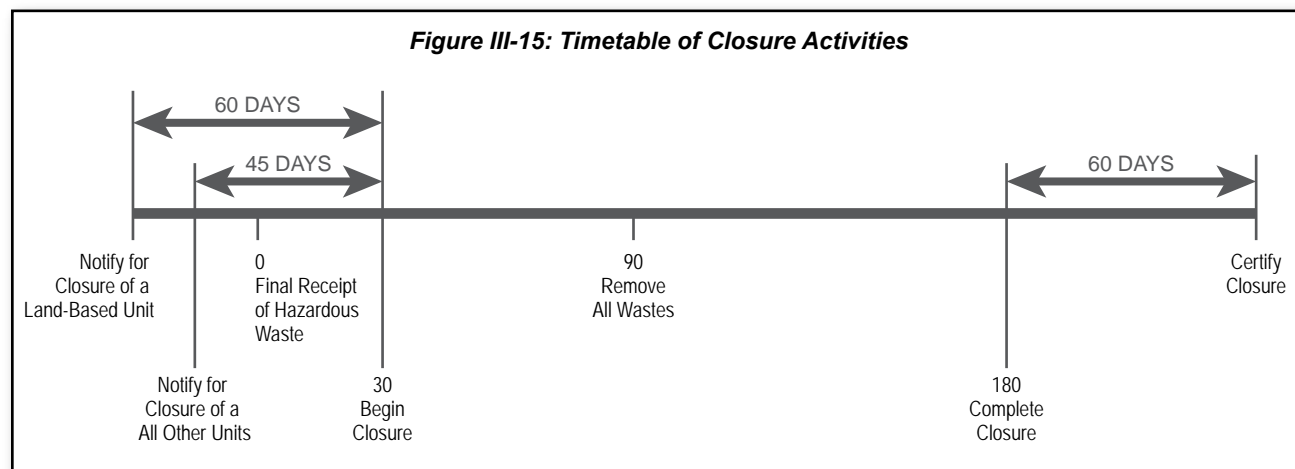 Figure III-15: Timetable of Closure Activities
60 DAYS
45 DAYS
60 DAYS
Notify for
Closure of a
Land-Based Unit
0
Final Receipt
of Hazardous
Waste
90
Remove
All Wastes
Certify
Closure
Notify for
Closure of a
All Other Units
30
Begin
Closure
180
Complete
Closure